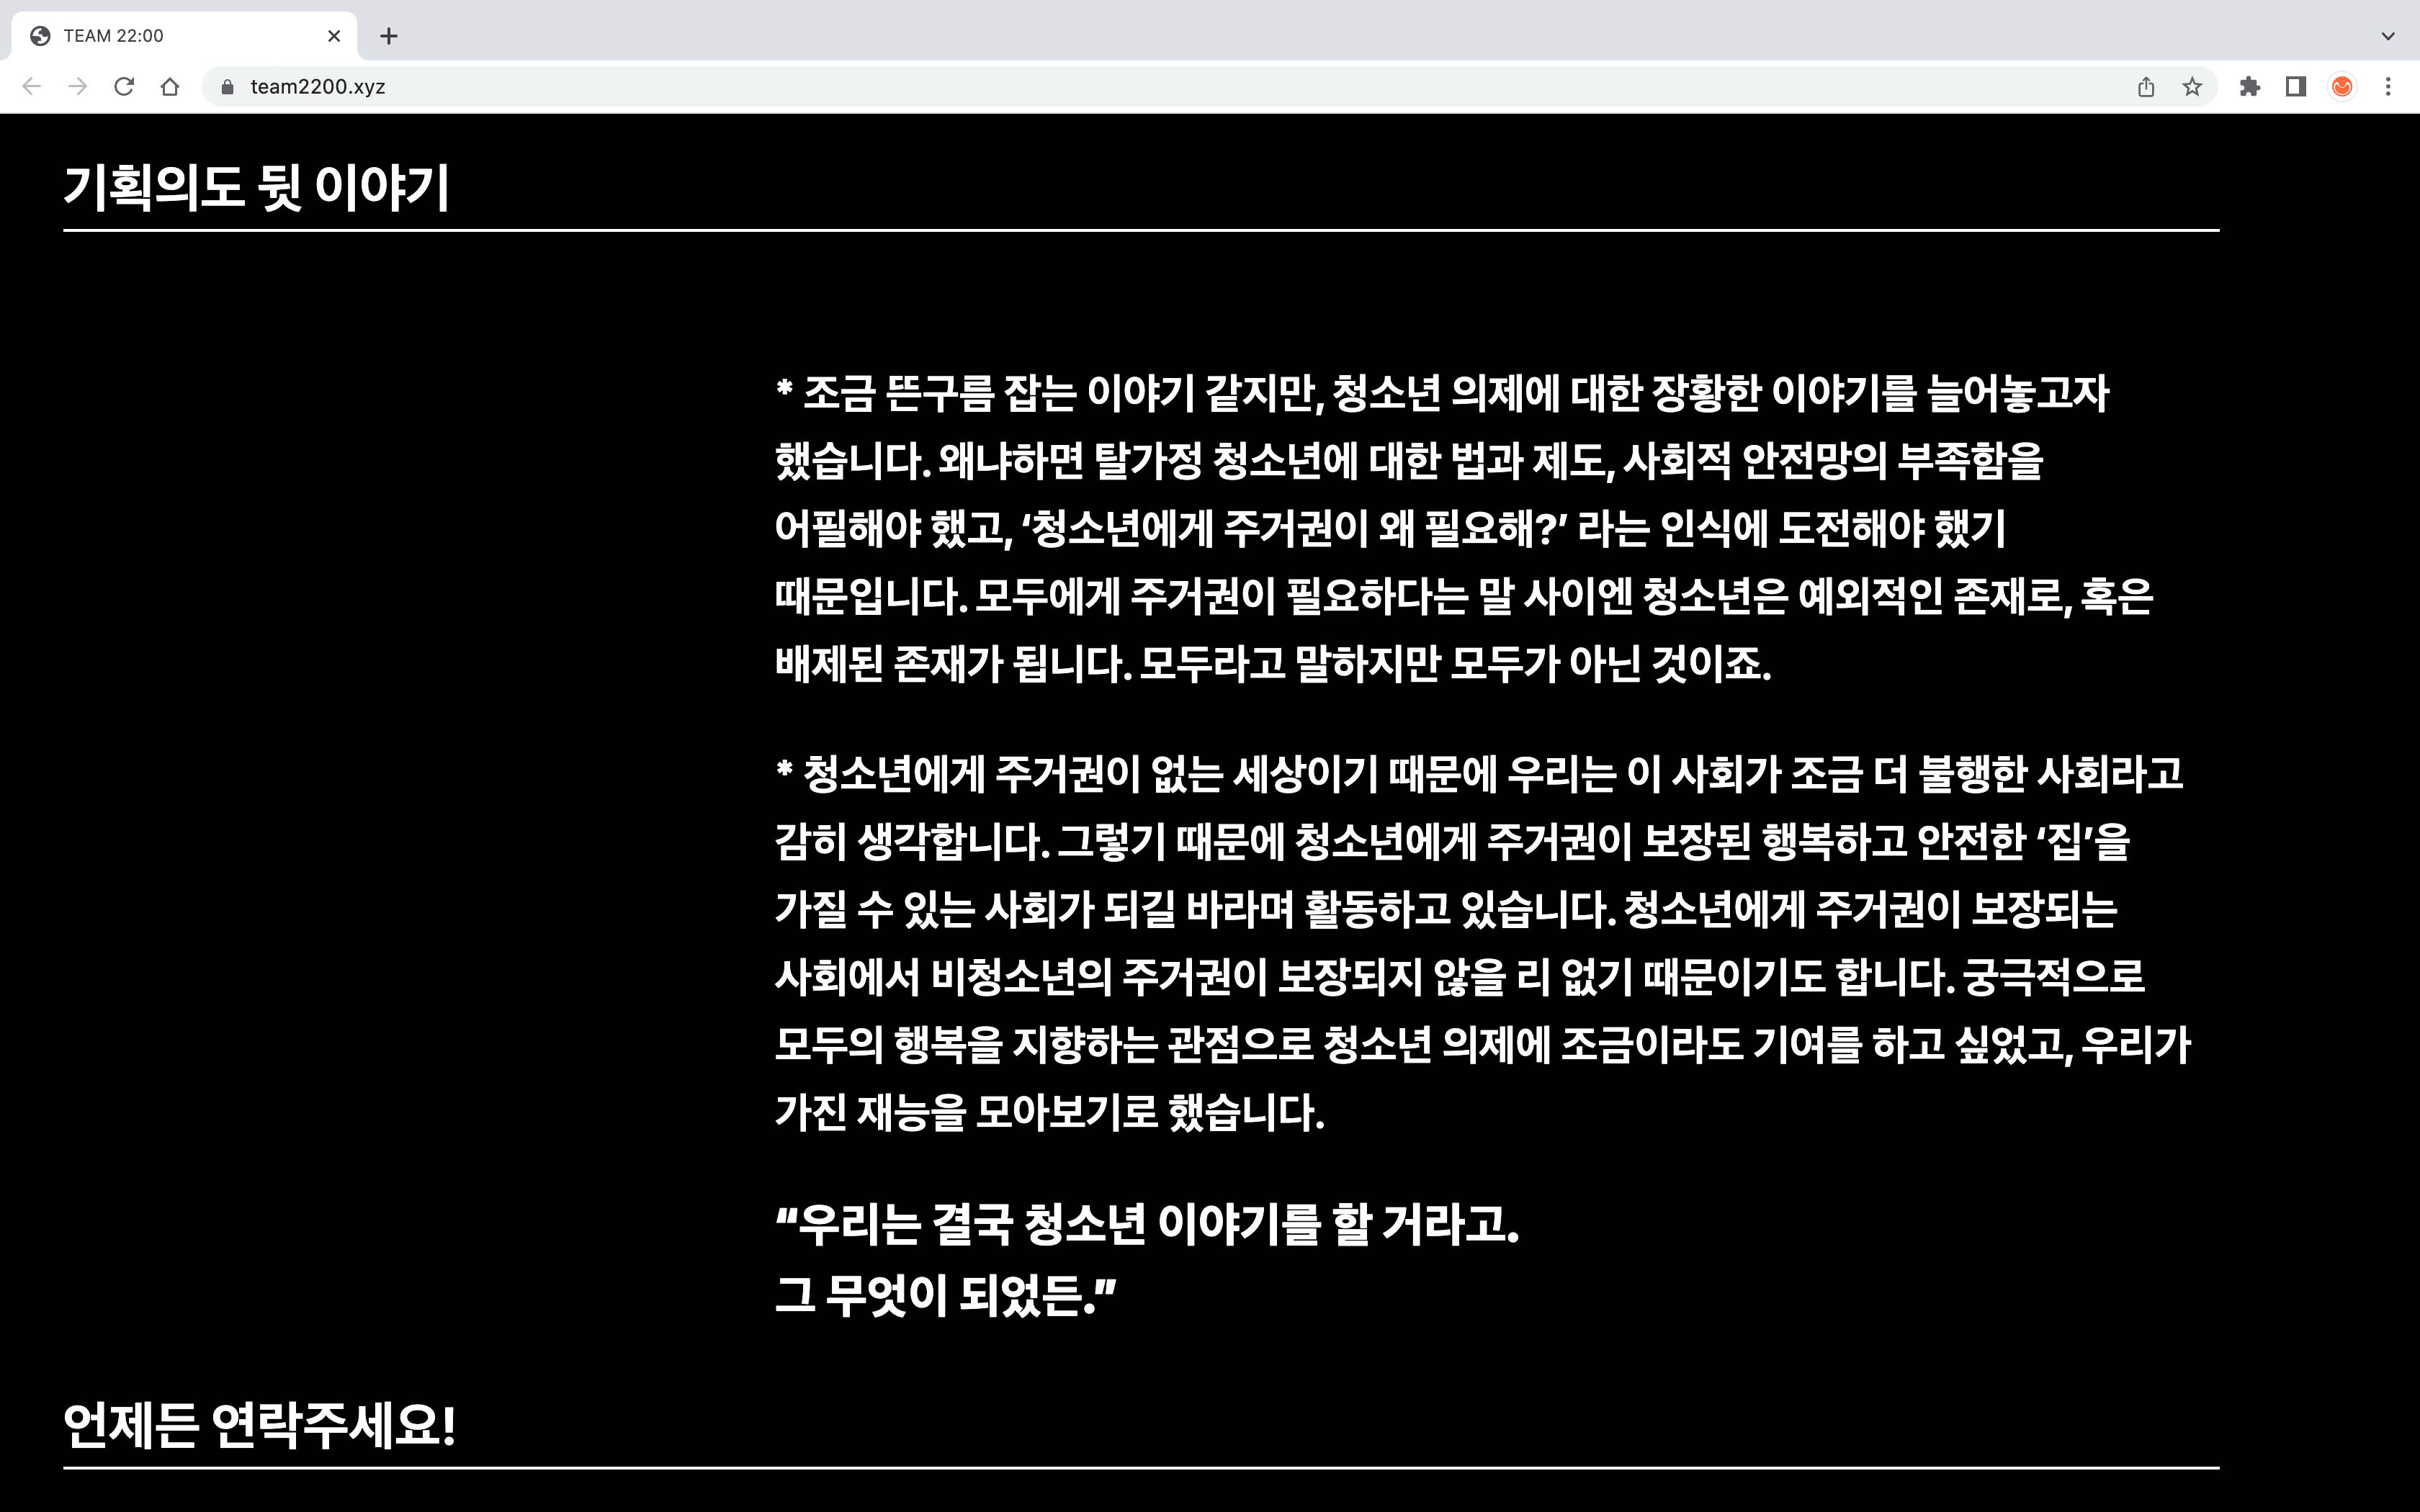 TEAM 22:00
team2200.xyz
기획의도 뒷 이야기
* 조금 뜬구름 잡는 이야기 같지만, 청소년 의제에 대한 장황한 이야기를 늘어놓고자
했습니다. 왜냐하면 탈가정 청소년에 대한 법과 제도, 사회적 안전망의 부족함을
어필해야 했고, ‘청소년에게 주거권이 왜 필요해?’ 라는 인식에 도전해야 했기
때문입니다. 모두에게 주거권이 필요하다는 말 사이엔 청소년은 예외적인 존재로, 혹은
배제된 존재가 됩니다. 모두라고 말하지만 모두가 아닌 것이죠.
* 청소년에게 주거권이 없는 세상이기 때문에 우리는 이 사회가 조금 더 불행한 사회라고
감히 생각합니다. 그렇기 때문에 청소년에게 주거권이 보장된 행복하고 안전한 ‘집’을
가질 수 있는 사회가 되길 바라며 활동하고 있습니다. 청소년에게 주거권이 보장되는
사회에서 비청소년의 주거권이 보장되지 않을 리 없기 때문이기도 합니다. 궁극적으로
모두의 행복을 지향하는 관점으로 청소년 의제에 조금이라도 기여를 하고 싶었고, 우리가
가진 재능을 모아보기로 했습니다.
“우리는 결국 청소년 이야기를 할 거라고.
그 무엇이 되었든.”
언제든 연락주세요!